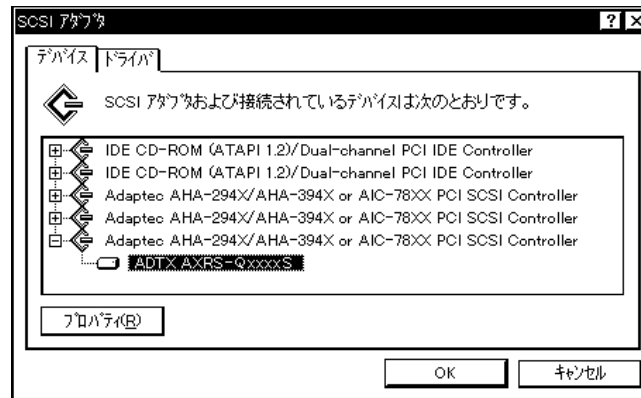 SCSI ｱﾀﾞﾌﾟﾀ
ﾃﾞﾊﾞｲｽ ﾄﾞﾗｲﾊﾞ
SCSI ｱﾀﾞﾌﾟﾀおよび接続されているﾃﾞﾊﾞｲｽは次のとおりです。
IDE CD-ROM (ATAPI 1.2)/Dual-channel PCI IDE Controller
IDE CD-ROM (ATAPI 1.2)/Dual-channel PCI IDE Controller
Adaptec AHA-294X/AHA-394X or AIC-78XX PCI SCSI Controller
Adaptec AHA-294X/AHA-394X or AIC-78XX PCI SCSI Controller
Adaptec AHA-294X/AHA-394X or AIC-78XX PCI SCSI Controller
ADTX AXRS-QxxxxS
ﾌﾟﾛﾊﾟﾃｨ(R)
OK ｷｬﾝｾﾙ